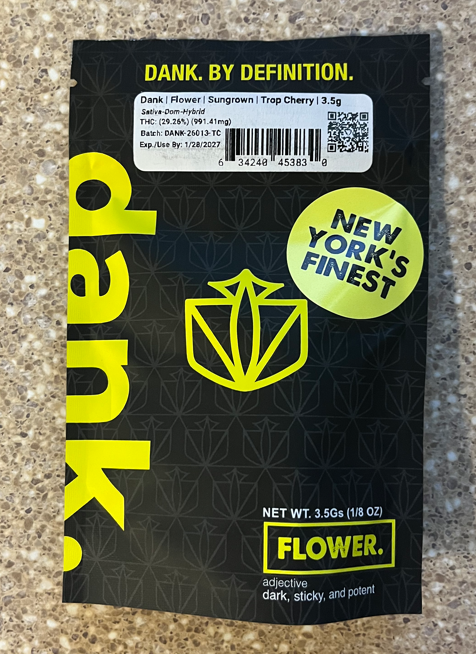 DANK. BY DEFINITION.
Dank | Flower | Sungrown | Trop Cherry | 3.5g
Sativa-Dom-Hybrid
THC: (29.26%) (991.41mg)
Batch: DANK-26013-TC
Exp./Use By: 1/28/2027
6 34240 45383 0
dank.
NEW
YORK'S
FINEST
NET WT. 3.5Gs (1/8 OZ)
FLOWER.
adjective
dark, sticky, and potent